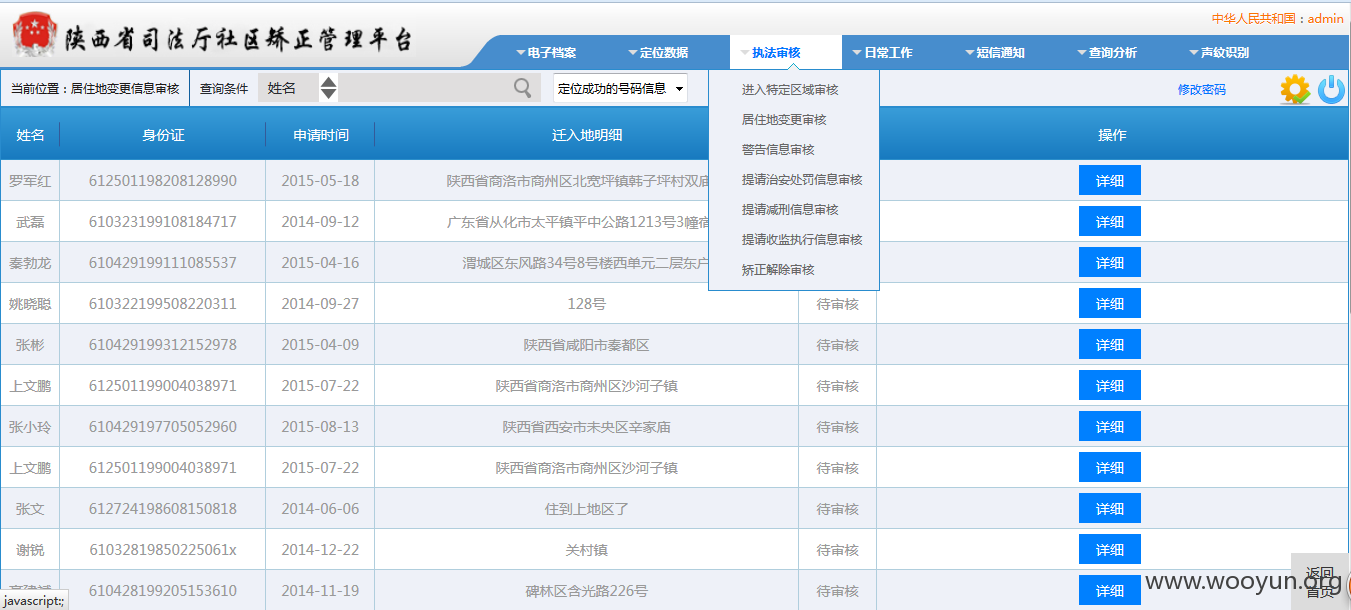 陕西省司法厅社区矫正管理平台
中华人民共和国：admin
电子档案 定位数据 执法审核 日常工作 短信通知 查询分析 声纹识别
当前位置：居住地变更信息审核 查询条件 姓名 定位成功的号码信息 修改密码
进入特定区域审核
居住地变更审核
警告信息审核
提请治安处罚信息审核
提请减刑信息审核
提请收监执行信息审核
矫正解除审核
姓名 身份证 申请时间 迁入地明细 操作
罗军红 612501198208128990 2015-05-18 陕西省商洛市商州区北宽坪镇韩子坪村双庙 详细
武磊 610323199108184717 2014-09-12 广东省从化市太平镇平中公路1213号3幢宿 详细
秦勃龙 610429199111085537 2015-04-16 渭城区东风路34号8号楼西单元二层东户 详细
姚晓聪 610322199508220311 2014-09-27 128号 待审核 详细
张彬 610429199312152978 2015-04-09 陕西省咸阳市秦都区 待审核 详细
上文鹏 612501199004038971 2015-07-22 陕西省商洛市商州区沙河子镇 待审核 详细
张小玲 610429197705052960 2015-08-13 陕西省西安市未央区辛家庙 待审核 详细
上文鹏 612501199004038971 2015-07-22 陕西省商洛市商州区沙河子镇 待审核 详细
张文 612724198608150818 2014-06-06 住到上地区了 待审核 详细
谢锐 61032819850225061x 2014-12-22 关村镇 待审核 详细
610428199205153610 2014-11-19 碑林区含光路226号 待审核 详细
返回
首页
www.wooyun.org
javascript:;